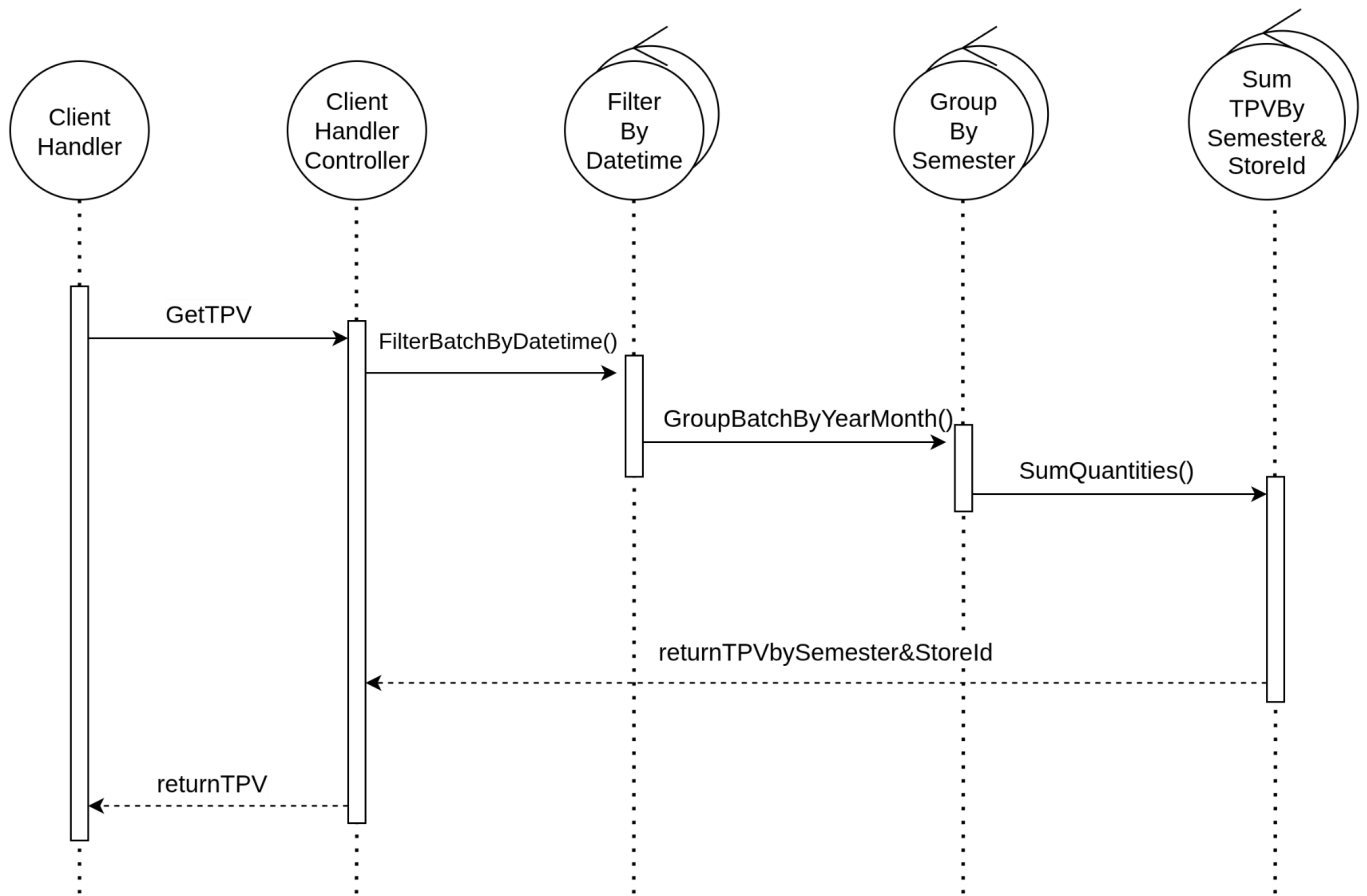 Client
Handler
Client
Handler
Controller
Filter
By
Datetime
Group
By
Semester
Sum
TPVBy
Semester&
StoreId
GetTPV
FilterBatchByDatetime()
GroupBatchByYearMonth()
SumQuantities()
returnTPVbySemester&StoreId
returnTPV